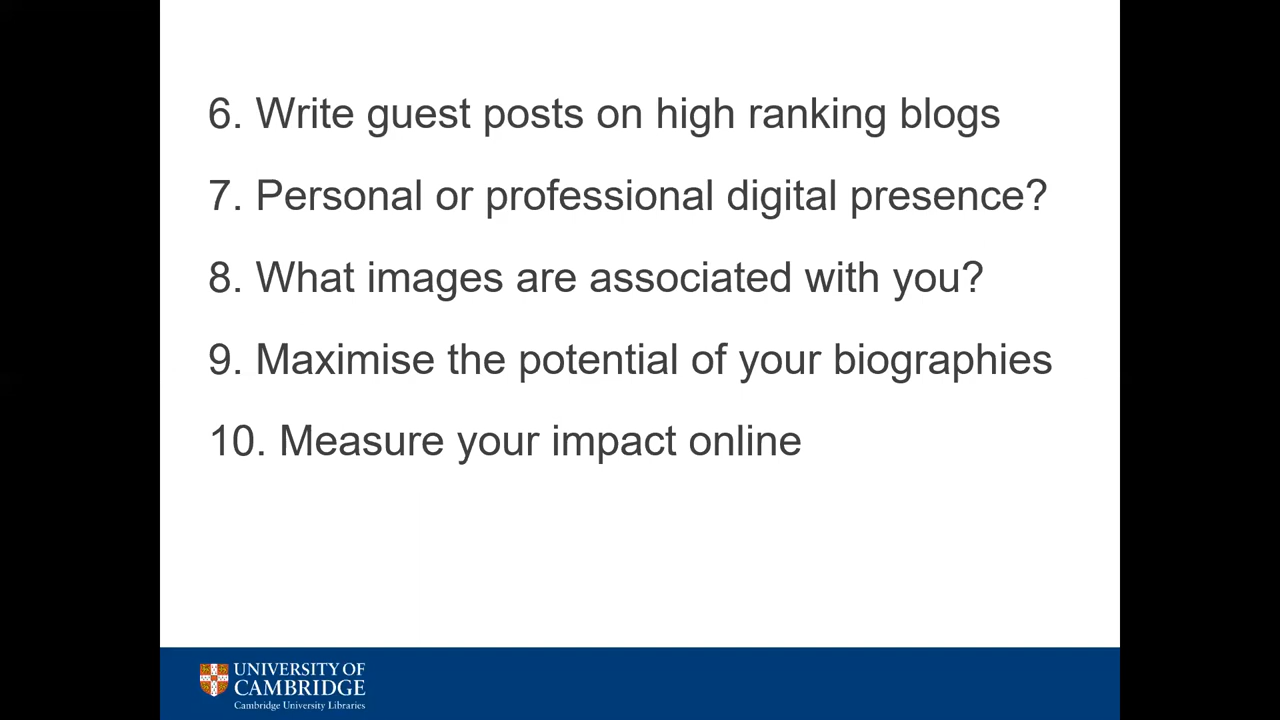 6. Write guest posts on high ranking blogs
7. Personal or professional digital presence?
8. What images are associated with you?
9. Maximise the potential of your biographies
10. Measure your impact online
UNIVERSITY OF
CAMBRIDGE
Cambridge University Libraries